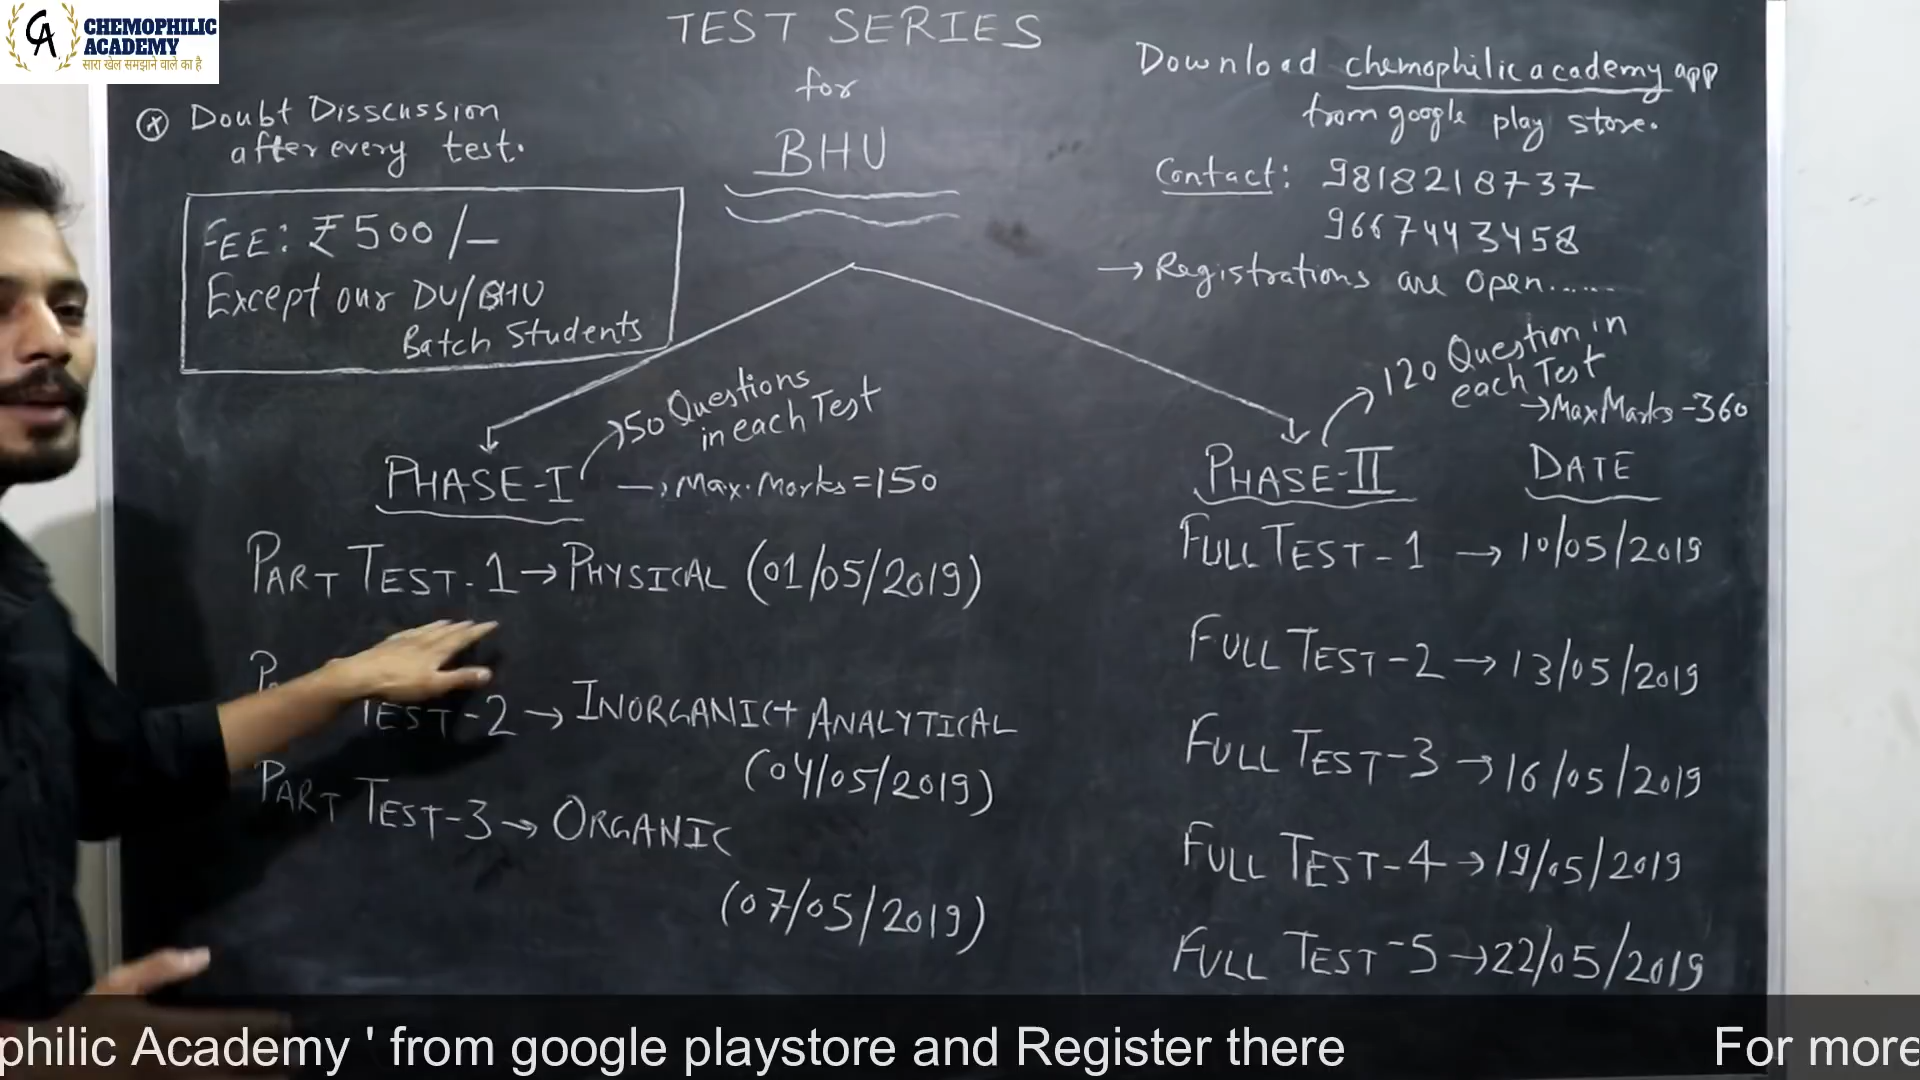 CA CHEMOPHILIC
ACADEMY
सारा खेल समझाने वाले का है
TEST SERIES
for
BHU
Doubt Disscussion
after every test.
FEE: ₹500/-
Except our DU/BHU
Batch Students
Download chemophilicacademy app
from google play store.
Contact: 9818218737
9667443458
→ Registrations are open......
50 Questions
in each Test
PHASE-I → Max. Marks=150
PART TEST-1→PHYSICAL (01/05/2019)
TEST-2→ INORGANIC+ ANALYTICAL
(04/05/2019)
PART TEST-3→ ORGANIC
(07/05/2019)
120 Question in
each Test
→Max Marks-360
PHASE-II DATE
FULL TEST-1 → 10/05/2019
FULL TEST-2 → 13/05/2019
FULL TEST-3 → 16/05/2019
FULL TEST-4 → 19/05/2019
FULL TEST-5 → 22/05/2019
philic Academy ' from google playstore and Register there For more